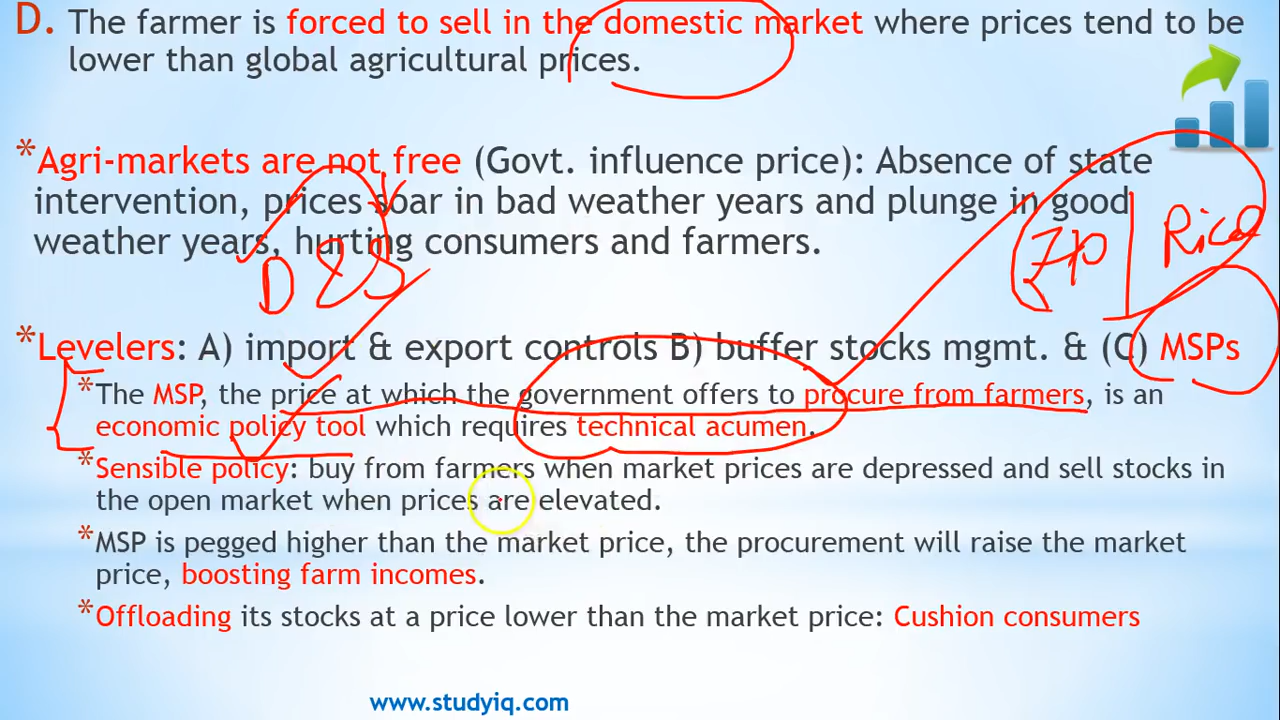 D. The farmer is forced to sell in the domestic market where prices tend to be
lower than global agricultural prices.
*Agri-markets are not free (Govt. influence price): Absence of state
intervention, prices soar in bad weather years and plunge in good
weather years, hurting consumers and farmers.
D & S
Rice
*Levelers: A) import & export controls B) buffer stocks mgmt. & (C) MSPs
*The MSP, the price at which the government offers to procure from farmers, is an
economic policy tool which requires technical acumen.
*Sensible policy: buy from farmers when market prices are depressed and sell stocks in
the open market when prices are elevated.
*MSP is pegged higher than the market price, the procurement will raise the market
price, boosting farm incomes.
*Offloading its stocks at a price lower than the market price: Cushion consumers
www.studyiq.com